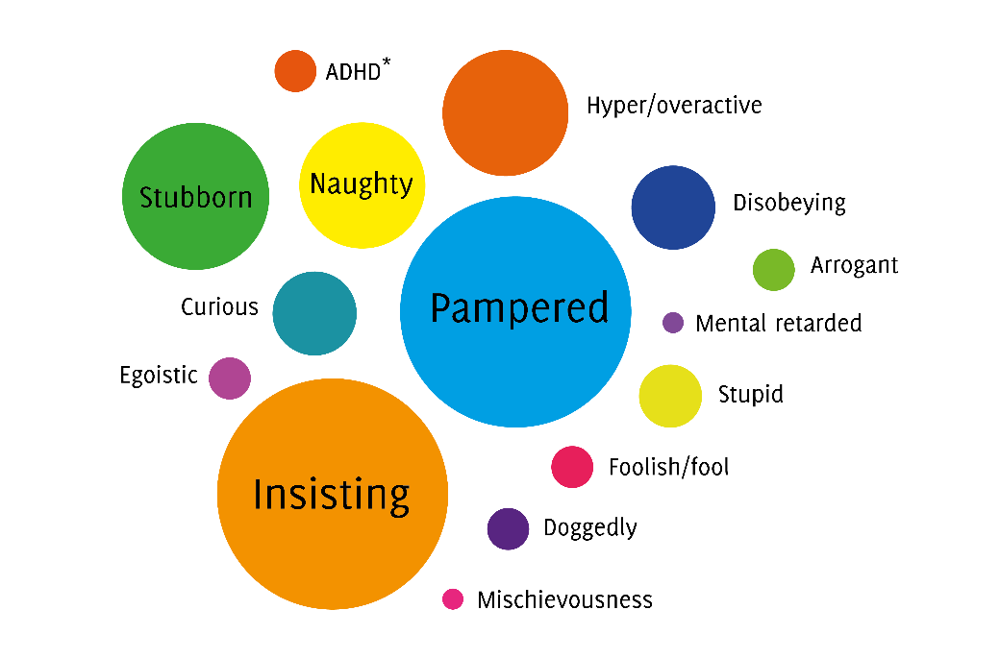 ADHD*
Hyper/overactive
Stubborn
Naughty
Disobeying
Arrogant
Curious
Pampered
Mental retarded
Egoistic
Stupid
Insisting
Foolish/fool
Doggedly
Mischievousness